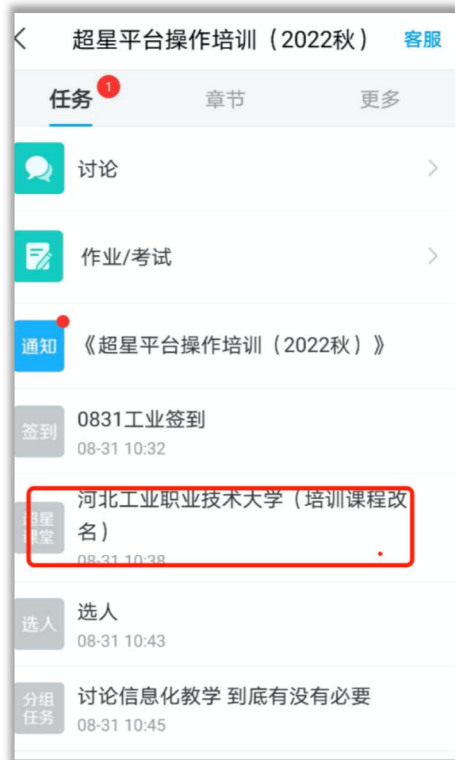 超星平台操作培训（2022秋） 客服
任务 1 章节 更多
讨论
作业/考试
通知 《超星平台操作培训（2022秋）》
签到 0831工业签到
08-31 10:32
超星课堂 河北工业职业技术大学（培训课程改
名）
08-31 10:38
选人 选人
08-31 10:43
分组 讨论信息化教学 到底有没有必要
任务 08-31 10:45